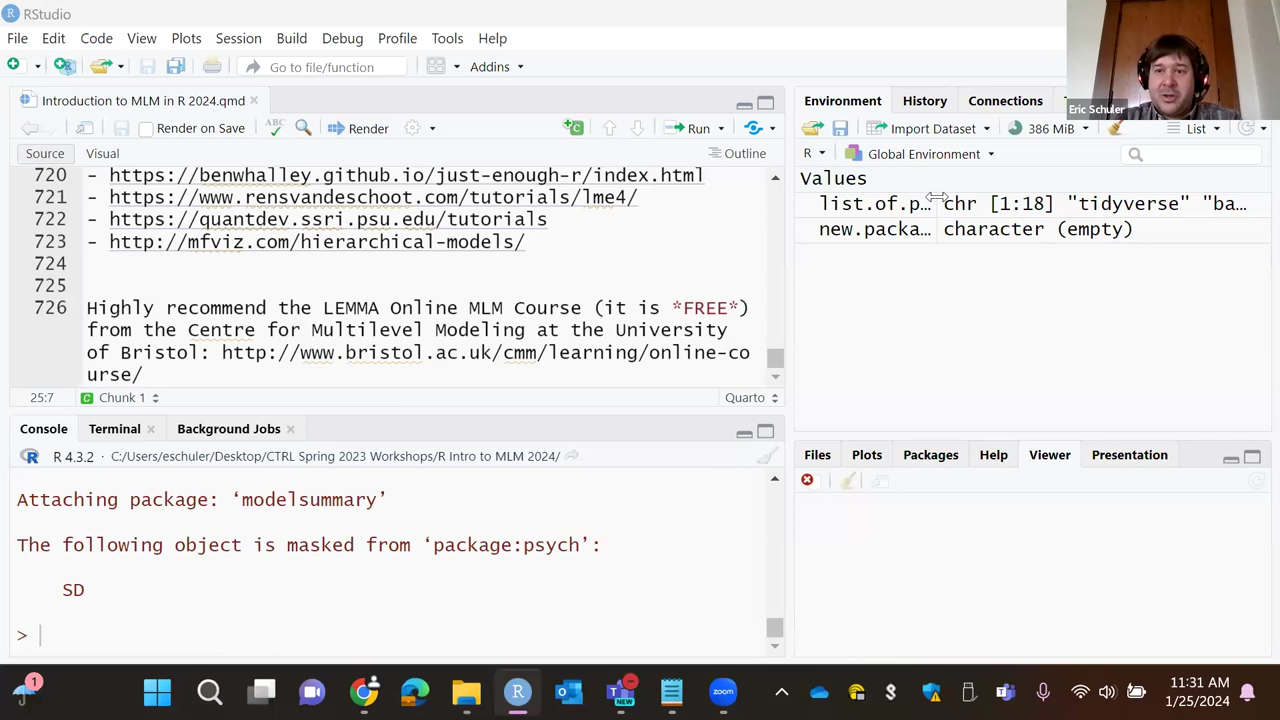 RStudio
File Edit Code View Plots Session Build Debug Profile Tools Help
Go to file/function Addins
Eric Schuler
Introduction to MLM in R 2024.qmd
Render on Save ABC Render Run
Source Visual Outline
720 - https://benwhalley.github.io/just-enough-r/index.html
721 - https://www.rensvandeschoot.com/tutorials/lme4/
722 - https://quantdev.ssri.psu.edu/tutorials
723 - http://mfviz.com/hierarchical-models/
724
725
726 Highly recommend the LEMMA Online MLM Course (it is *FREE*)
from the Centre for Multilevel Modeling at the University
of Bristol: http://www.bristol.ac.uk/cmm/learning/online-co
urse/
25:7 C Chunk 1 Quarto
Environment History Connections
Import Dataset 386 MiB List
R Global Environment
Values
list.of.p… chr [1:18] "tidyverse" "ba…
new.packa… character (empty)
Console Terminal Background Jobs
R 4.3.2 · C:/Users/eschuler/Desktop/CTRL Spring 2023 Workshops/R Intro to MLM 2024/
Attaching package: ‘modelsummary’
The following object is masked from ‘package:psych’:
SD
>
Files Plots Packages Help Viewer Presentation
1 NEW zoom
11:31 AM
1/25/2024